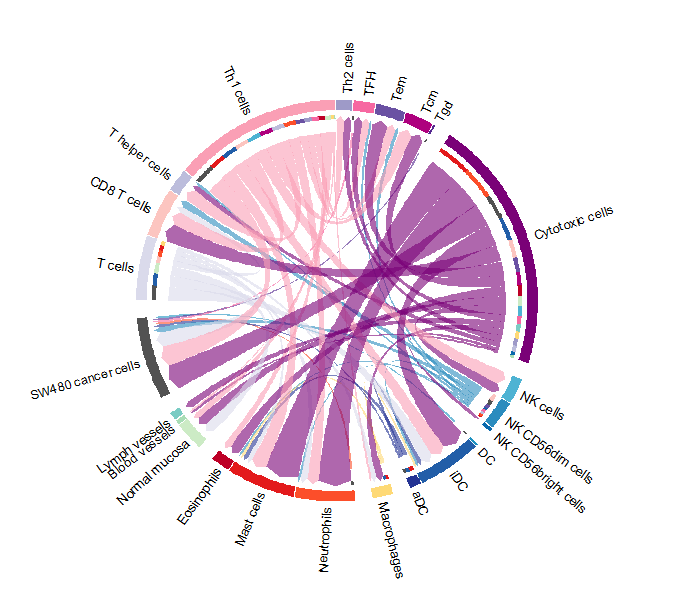 Th1 cells
Th2 cells
TFH
Tem
Tcm
Tgd
Cytotoxic cells
NK cells
NK CD56dim cells
NK CD56bright cells
DC
iDC
aDC
Macrophages
Neutrophils
Mast cells
Eosinophils
Normal mucosa
Blood vessels
Lymph vessels
SW480 cancer cells
T cells
CD8 T cells
T helper cells